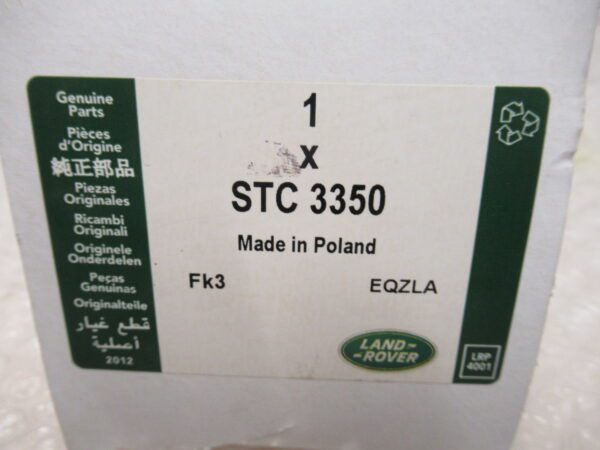 Genuine
Parts
Pièces
d'Origine
純正部品
Piezas
Originales
Ricambi
Originali
Originele
Onderdelen
Peças
Genuinas
Originalteile
قطع غيار
أصلية
2012
1
x
STC 3350
Made in Poland
Fk3 EQZLA
LAND~
~ROVER
LRP
4001